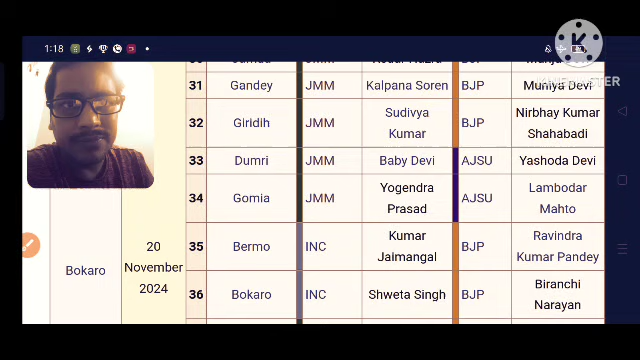 1:18
31 Gandey JMM Kalpana Soren BJP Muniya Devi
32 Giridih JMM Sudivya Kumar BJP Nirbhay Kumar Shahabadi
33 Dumri JMM Baby Devi AJSU Yashoda Devi
34 Gomia JMM Yogendra Prasad AJSU Lambodar Mahto
Bokaro
20
November
2024
35 Bermo INC Kumar Jaimangal BJP Ravindra Kumar Pandey
36 Bokaro INC Shweta Singh BJP Biranchi Narayan